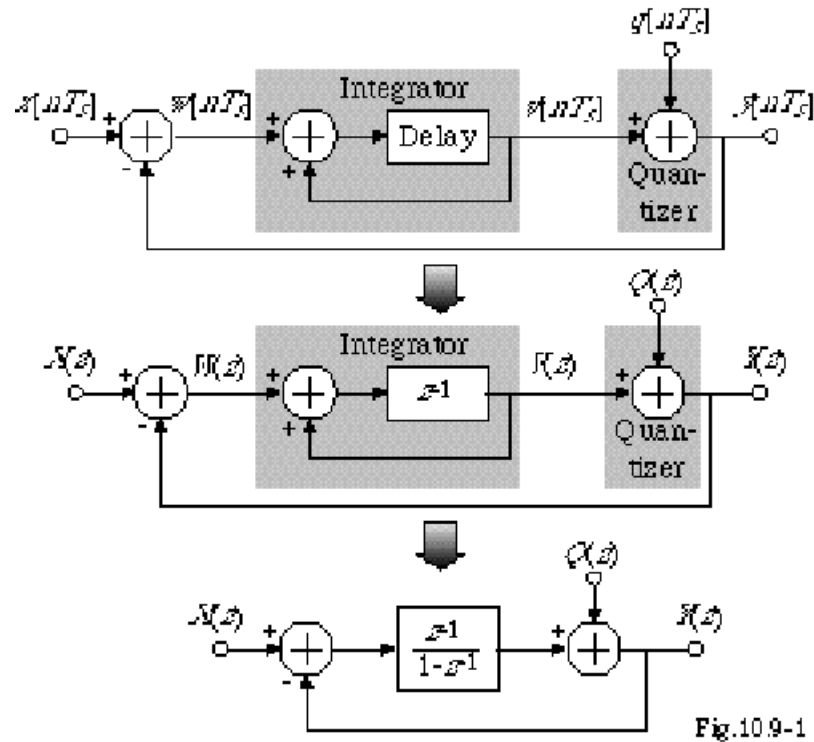 q[nTs]
x[nTs]
w[nTs]
Integrator
v[nTs]
y[nTs]
+
+
+
Delay
-
+
Quan-
tizer
Q(z)
Integrator
X(z)
W(z)
V(z)
Y(z)
+
+
+
z-1
-
+
Quan-
tizer
Q(z)
X(z)
Y(z)
+
z-1
+
1-z-1
-
Fig.10.9-1